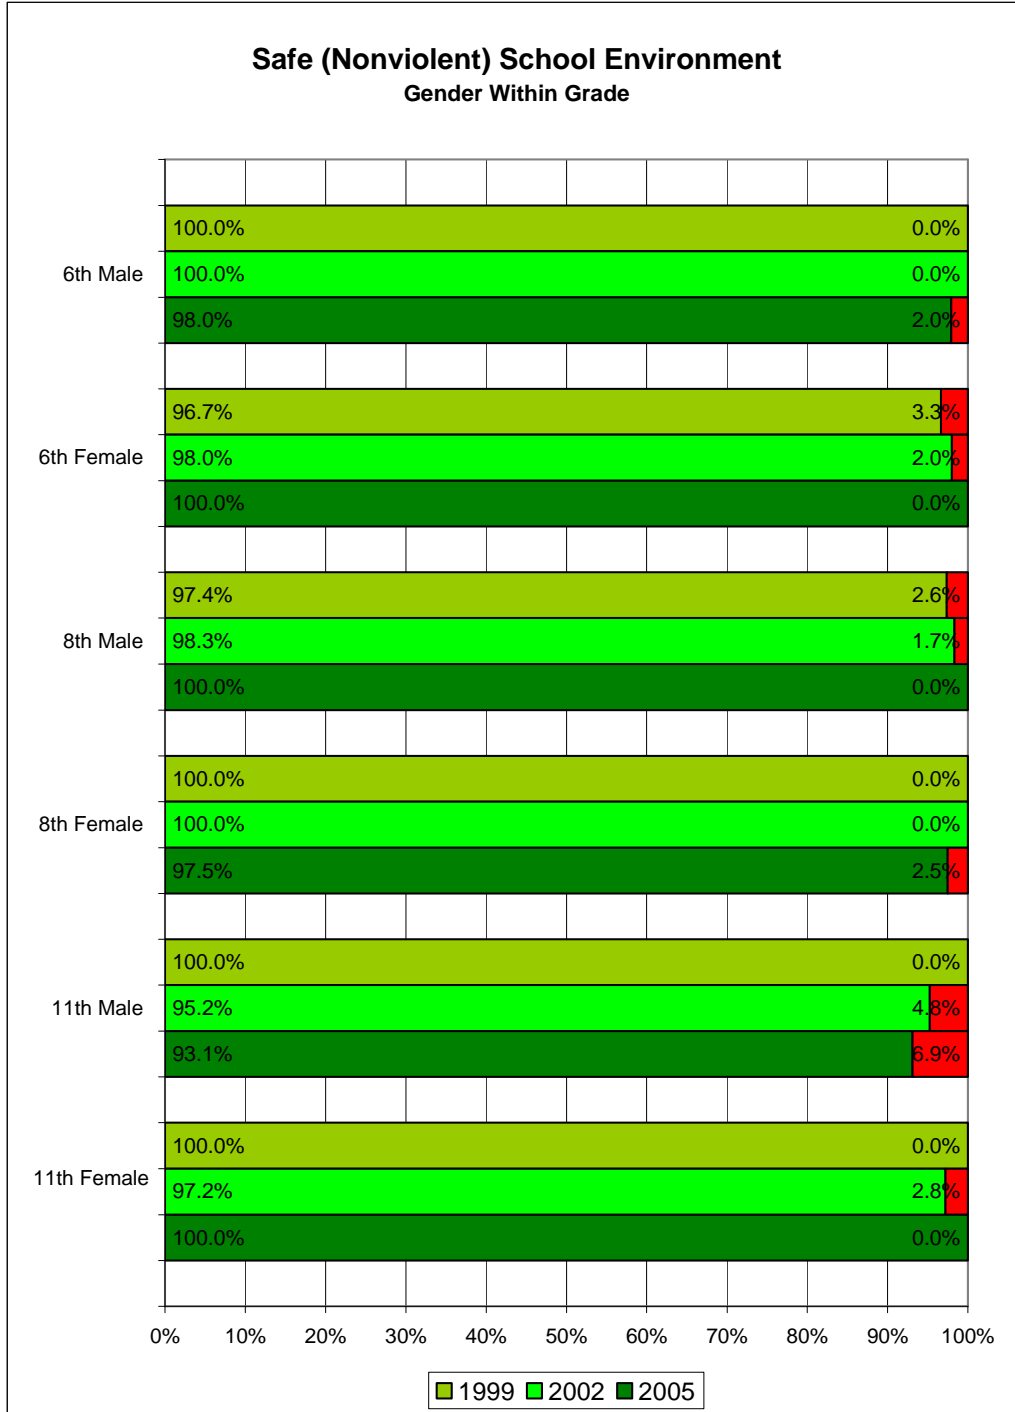 Safe (Nonviolent) School Environment
Gender Within Grade
100.0% 0.0%
6th Male 100.0% 0.0%
98.0% 2.0%
96.7% 3.3%
6th Female 98.0% 2.0%
100.0% 0.0%
97.4% 2.6%
8th Male 98.3% 1.7%
100.0% 0.0%
100.0% 0.0%
8th Female 100.0% 0.0%
97.5% 2.5%
100.0% 0.0%
11th Male 95.2% 4.8%
93.1% 6.9%
100.0% 0.0%
11th Female 97.2% 2.8%
100.0% 0.0%
0% 10% 20% 30% 40% 50% 60% 70% 80% 90% 100%
1999 2002 2005